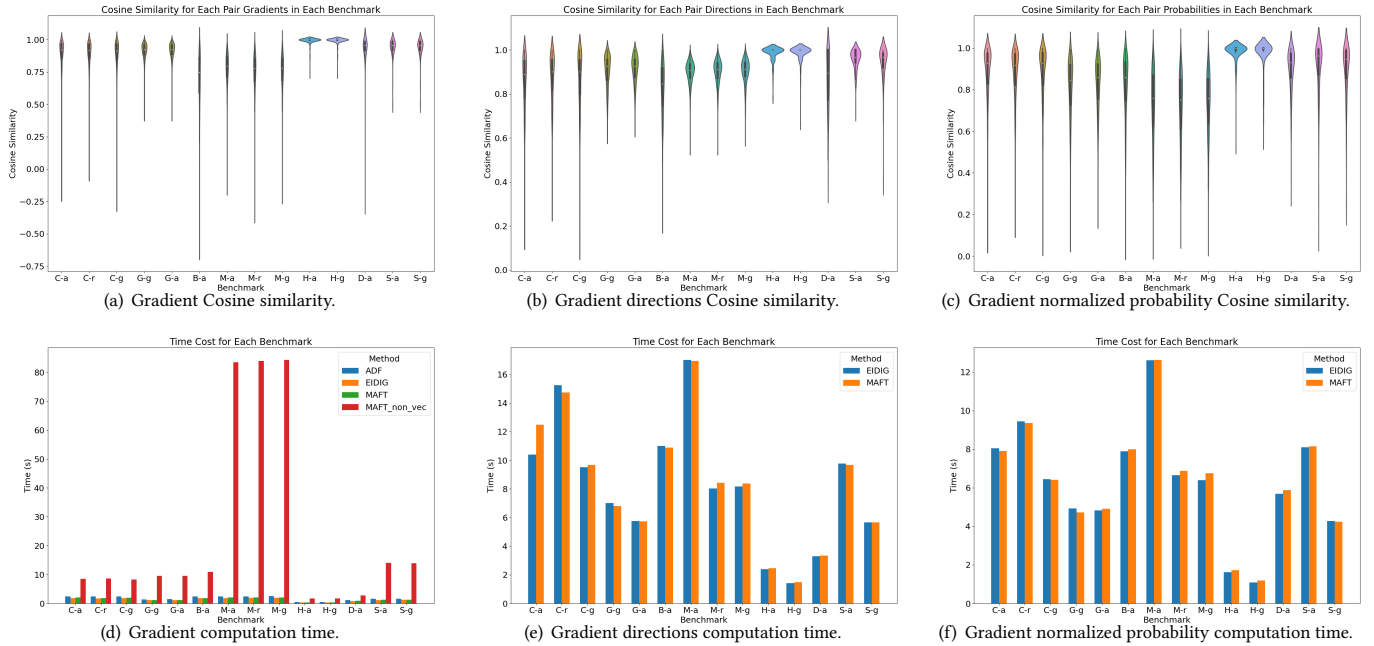 Cosine Similarity for Each Pair Gradients in Each Benchmark
Cosine Similarity
1.00
0.75
0.50
0.25
0.00
−0.25
−0.50
−0.75
C-a C-r C-g G-g G-a B-a M-a M-r M-g H-a H-g D-a S-a S-g
Benchmark
(a) Gradient Cosine similarity.
Cosine Similarity for Each Pair Directions in Each Benchmark
Cosine Similarity
1.0
0.8
0.6
0.4
0.2
0.0
C-a C-r C-g G-g G-a B-a M-a M-r M-g H-a H-g D-a S-a S-g
Benchmark
(b) Gradient directions Cosine similarity.
Cosine Similarity for Each Pair Probabilities in Each Benchmark
Cosine Similarity
1.0
0.8
0.6
0.4
0.2
0.0
C-a C-r C-g G-g G-a B-a M-a M-r M-g H-a H-g D-a S-a S-g
Benchmark
(c) Gradient normalized probability Cosine similarity.
Time Cost for Each Benchmark
Method
ADF
EIDIG
MAFT
MAFT_non_vec
Time (s)
80
70
60
50
40
30
20
10
0
C-a C-r C-g G-g G-a B-a M-a M-r M-g H-a H-g D-a S-a S-g
Benchmark
(d) Gradient computation time.
Time Cost for Each Benchmark
Method
EIDIG
MAFT
Time (s)
16
14
12
10
8
6
4
2
0
C-a C-r C-g G-g G-a B-a M-a M-r M-g H-a H-g D-a S-a S-g
Benchmark
(e) Gradient directions computation time.
Time Cost for Each Benchmark
Method
EIDIG
MAFT
Time (s)
12
10
8
6
4
2
0
C-a C-r C-g G-g G-a B-a M-a M-r M-g H-a H-g D-a S-a S-g
Benchmark
(f) Gradient normalized probability computation time.